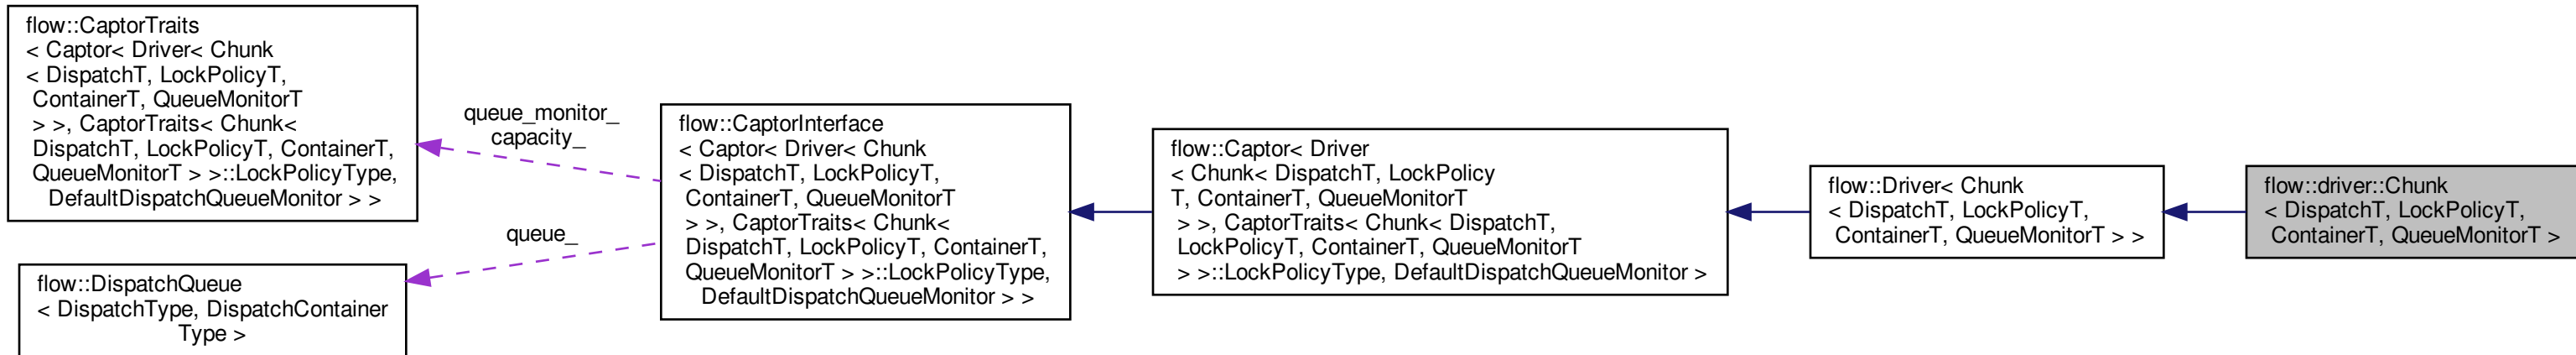 flow::CaptorTraits
< Captor< Driver< Chunk
< DispatchT, LockPolicyT,
ContainerT, QueueMonitorT
> >, CaptorTraits< Chunk<
DispatchT, LockPolicyT, ContainerT,
QueueMonitorT > >::LockPolicyType,
DefaultDispatchQueueMonitor > >
flow::DispatchQueue
< DispatchType, DispatchContainer
Type >
queue_monitor_
capacity_
queue_
flow::CaptorInterface
< Captor< Driver< Chunk
< DispatchT, LockPolicyT,
ContainerT, QueueMonitorT
> >, CaptorTraits< Chunk<
DispatchT, LockPolicyT, ContainerT,
QueueMonitorT > >::LockPolicyType,
DefaultDispatchQueueMonitor > >
flow::Captor< Driver
< Chunk< DispatchT, LockPolicy
T, ContainerT, QueueMonitorT
> >, CaptorTraits< Chunk< DispatchT,
LockPolicyT, ContainerT, QueueMonitorT
> >::LockPolicyType, DefaultDispatchQueueMonitor >
flow::Driver< Chunk
< DispatchT, LockPolicyT,
ContainerT, QueueMonitorT > >
flow::driver::Chunk
< DispatchT, LockPolicyT,
ContainerT, QueueMonitorT >